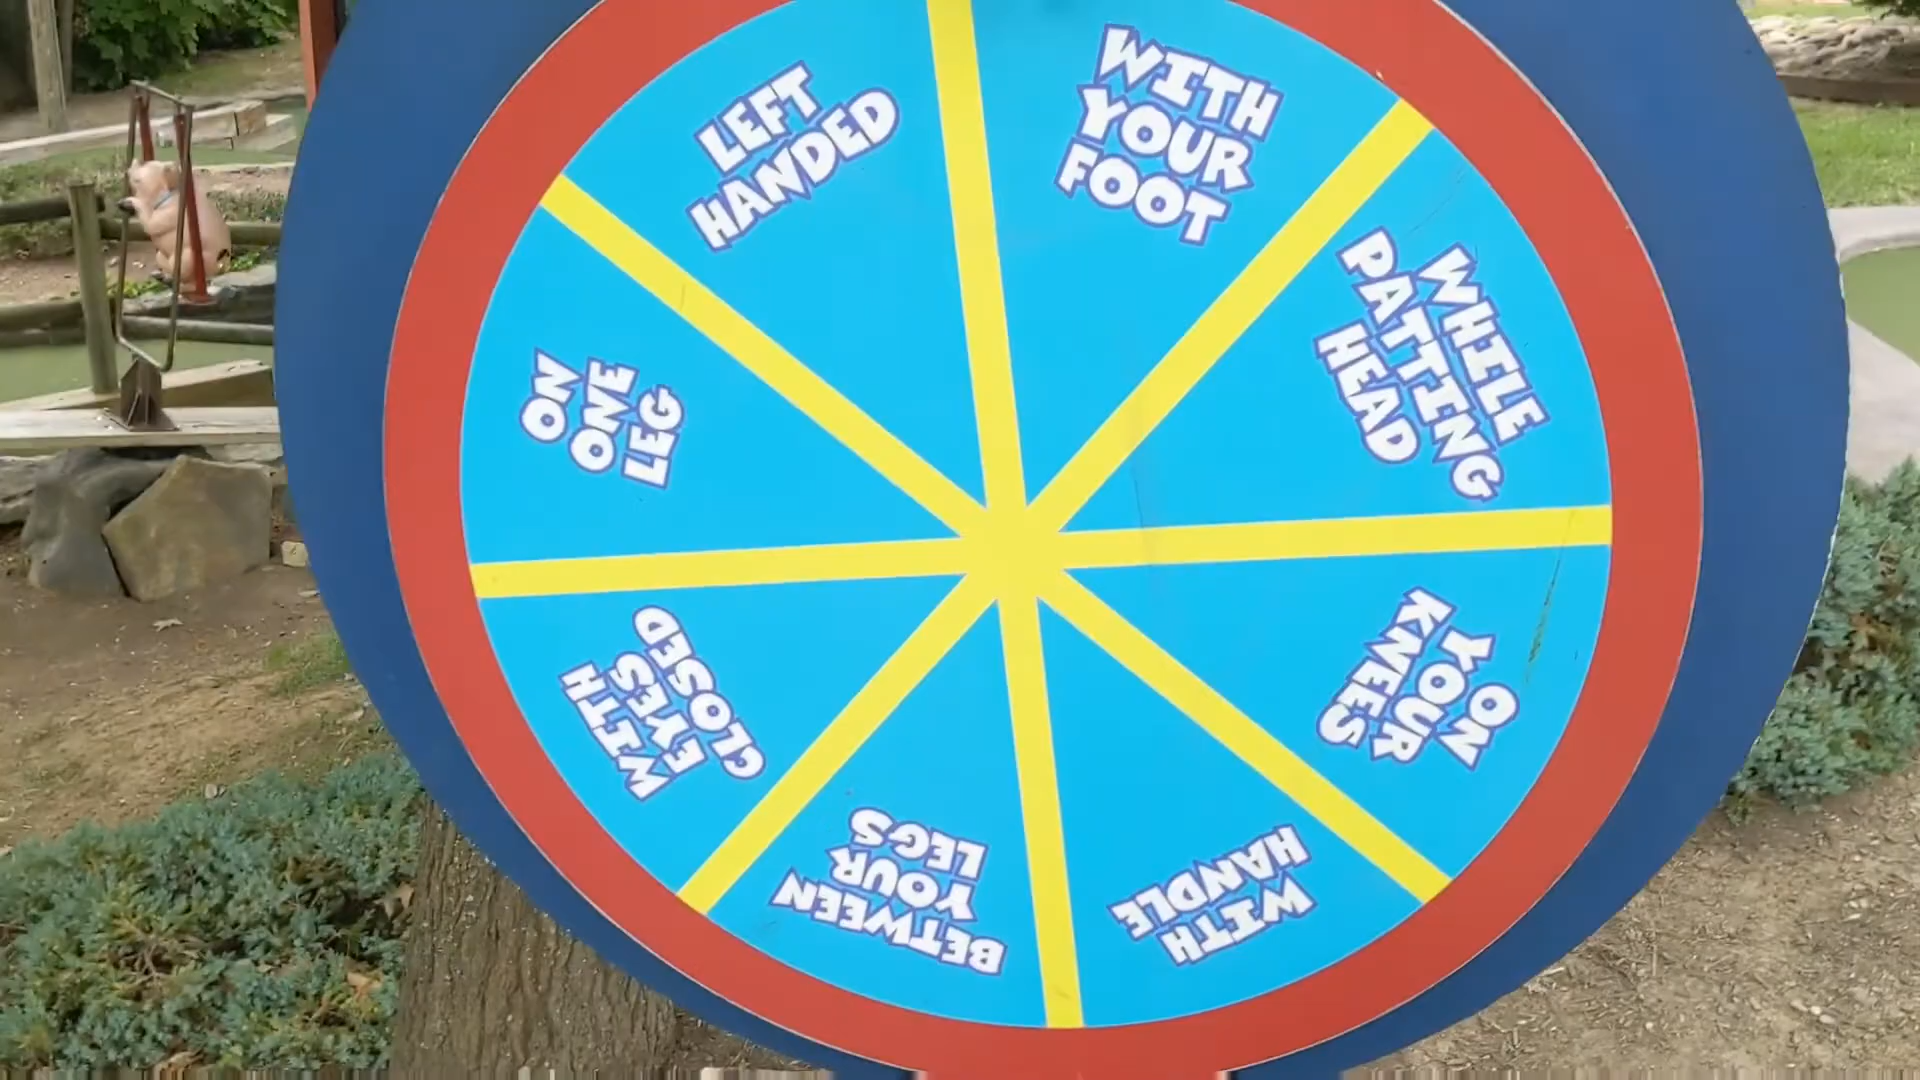 WITH
YOUR
FOOT
WHILE
PATTING
HEAD
ON
YOUR
KNEES
WITH
HANDLE
BETWEEN
YOUR
LEGS
WITH
EYES
CLOSED
ON
ONE
LEG
LEFT
HANDED